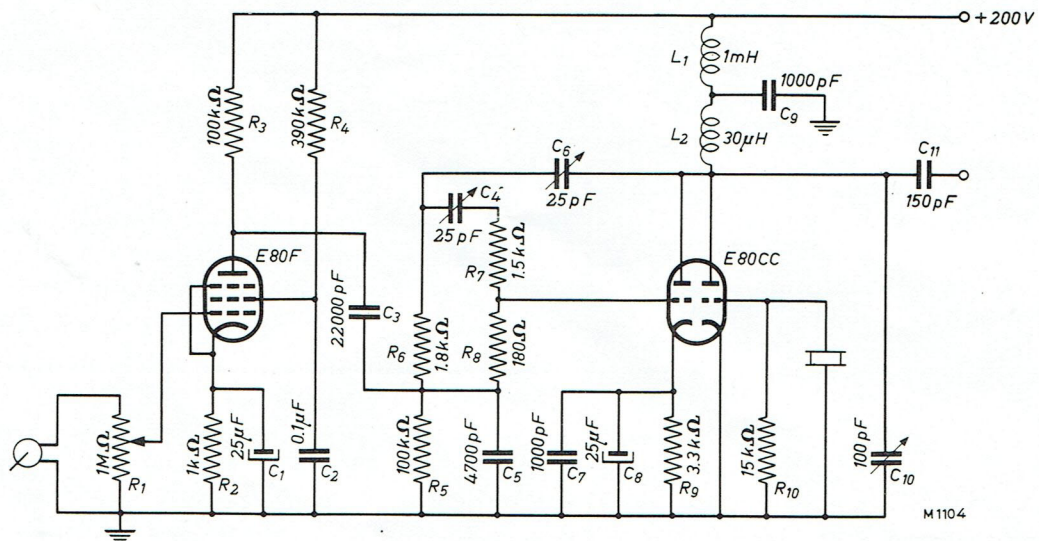 +200V
L1
1mH
1000pF
C9
L2
30μH
100kΩ
R3
390kΩ
R4
C6
25pF
C11
150pF
C4
25pF
R7
1.5kΩ
E80F
E80CC
22000pF
C3
R6
1.8kΩ
R8
180Ω
1MΩ
R1
1kΩ
R2
25μF
C1
0.1μF
C2
100kΩ
R5
4700pF
C5
1000pF
C7
25μF
C8
3.3kΩ
R9
15kΩ
R10
100pF
C10
M1104